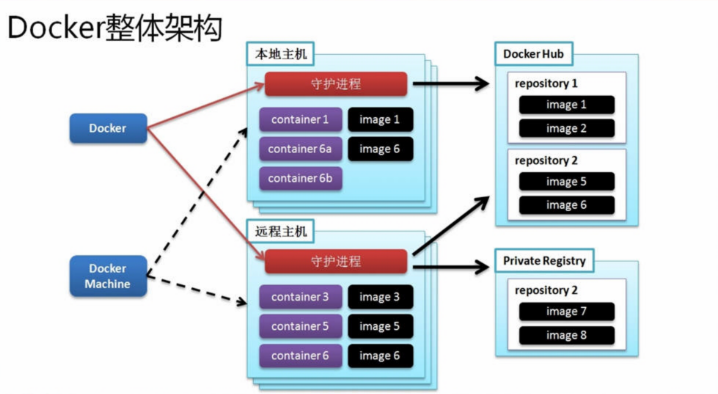 Docker整体架构
本地主机
守护进程
container 1
image 1
container 6a
image 6
container 6b
Docker
Docker
Machine
远程主机
守护进程
container 3
image 3
container 5
image 5
container 6
image 6
Docker Hub
repository 1
image 1
image 2
repository 2
image 5
image 6
Private Registry
repository 2
image 7
image 8